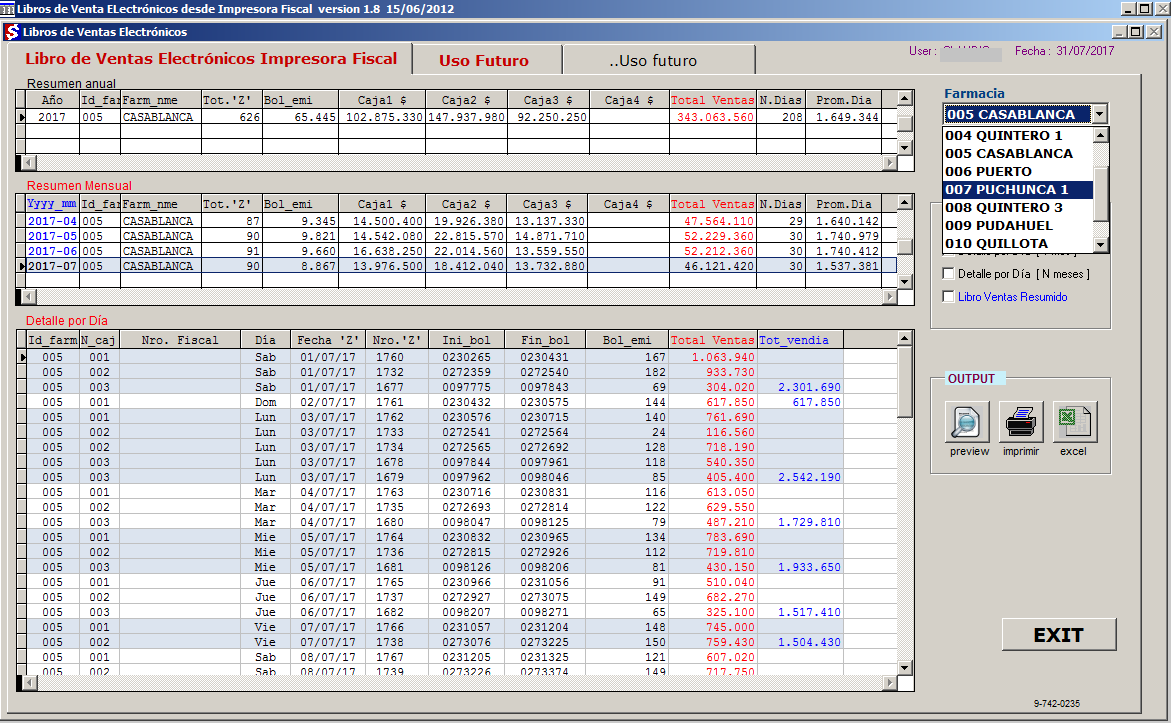 Libros de Venta ELectrónicos desde Impresora Fiscal version 1.8 15/06/2012
Libros de Ventas Electrónicos
Libro de Ventas Electrónicos Impresora Fiscal Uso Futuro ..Uso futuro
User : Fecha : 31/07/2017
Resumen anual
Año Id_far Farm_nme Tot.'Z' Bol_emi Caja1 $ Caja2 $ Caja3 $ Caja4 $ Total Ventas N.Dias Prom.Dia
2017 005 CASABLANCA 626 65.445 102.875.330 147.937.980 92.250.250 343.063.560 208 1.649.344
Resumen Mensual
Yyyy_mm Id_far Farm_nme Tot.'Z' Bol_emi Caja1 $ Caja2 $ Caja3 $ Caja4 $ Total Ventas N.Dias Prom.Dia
2017-04 005 CASABLANCA 87 9.345 14.500.400 19.926.380 13.137.330 47.564.110 29 1.640.142
2017-05 005 CASABLANCA 90 9.821 14.542.080 22.815.570 14.871.710 52.229.360 30 1.740.979
2017-06 005 CASABLANCA 91 9.660 16.638.250 22.014.560 13.559.550 52.212.360 30 1.740.412
2017-07 005 CASABLANCA 90 8.867 13.976.500 18.412.040 13.732.880 46.121.420 30 1.537.381
Detalle por Día
Id_farm N_caj Nro. Fiscal Día Fecha 'Z' Nro.'Z' Ini_bol Fin_bol Bol_emi Total Ventas Tot_vendia
005 001 Sab 01/07/17 1760 0230265 0230431 167 1.063.940
005 002 Sab 01/07/17 1732 0272359 0272540 182 933.730
005 003 Sab 01/07/17 1677 0097775 0097843 69 304.020 2.301.690
005 001 Dom 02/07/17 1761 0230432 0230575 144 617.850 617.850
005 001 Lun 03/07/17 1762 0230576 0230715 140 761.690
005 002 Lun 03/07/17 1733 0272541 0272564 24 116.560
005 002 Lun 03/07/17 1734 0272565 0272692 128 718.190
005 003 Lun 03/07/17 1678 0097844 0097961 118 540.350
005 003 Lun 03/07/17 1679 0097962 0098046 85 405.400 2.542.190
005 001 Mar 04/07/17 1763 0230716 0230831 116 613.050
005 002 Mar 04/07/17 1735 0272693 0272814 122 629.550
005 003 Mar 04/07/17 1680 0098047 0098125 79 487.210 1.729.810
005 001 Mie 05/07/17 1764 0230832 0230965 134 783.690
005 002 Mie 05/07/17 1736 0272815 0272926 112 719.810
005 003 Mie 05/07/17 1681 0098126 0098206 81 430.150 1.933.650
005 001 Jue 06/07/17 1765 0230966 0231056 91 510.040
005 002 Jue 06/07/17 1737 0272927 0273075 149 682.270
005 003 Jue 06/07/17 1682 0098207 0098271 65 325.100 1.517.410
005 001 Vie 07/07/17 1766 0231057 0231204 148 745.000
005 002 Vie 07/07/17 1738 0273076 0273225 150 759.430 1.504.430
005 001 Sab 08/07/17 1767 0231205 0231325 121 607.020
005 002 Sab 08/07/17 1739 0273226 0273374 149 717.750
Farmacia
005 CASABLANCA
004 QUINTERO 1
005 CASABLANCA
006 PUERTO
007 PUCHUNCA 1
008 QUINTERO 3
009 PUDAHUEL
010 QUILLOTA
Detalle por Día [ N meses ]
Libro Ventas Resumido
OUTPUT
preview imprimir excel
EXIT
9-742-0235